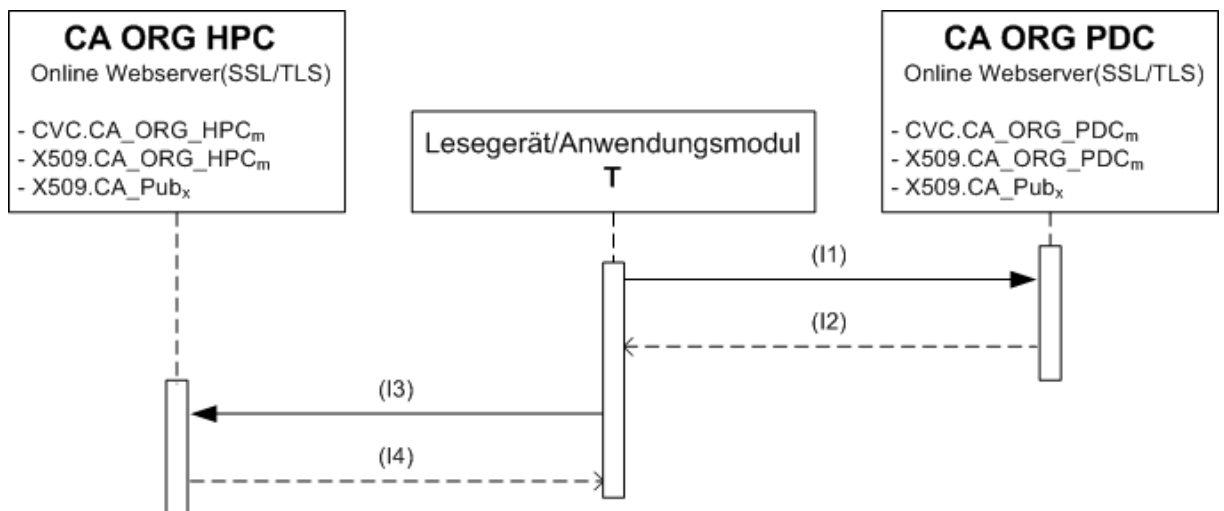 CA ORG HPC
Online Webserver(SSL/TLS)
- CVC.CA_ORG_HPCm
- X509.CA_ORG_HPCm
- X509.CA_Pubx
Lesegerät/Anwendungsmodul
T
CA ORG PDC
Online Webserver(SSL/TLS)
- CVC.CA_ORG_PDCm
- X509.CA_ORG_PDCm
- X509.CA_Pubx
(I1)
(I2)
(I3)
(I4)